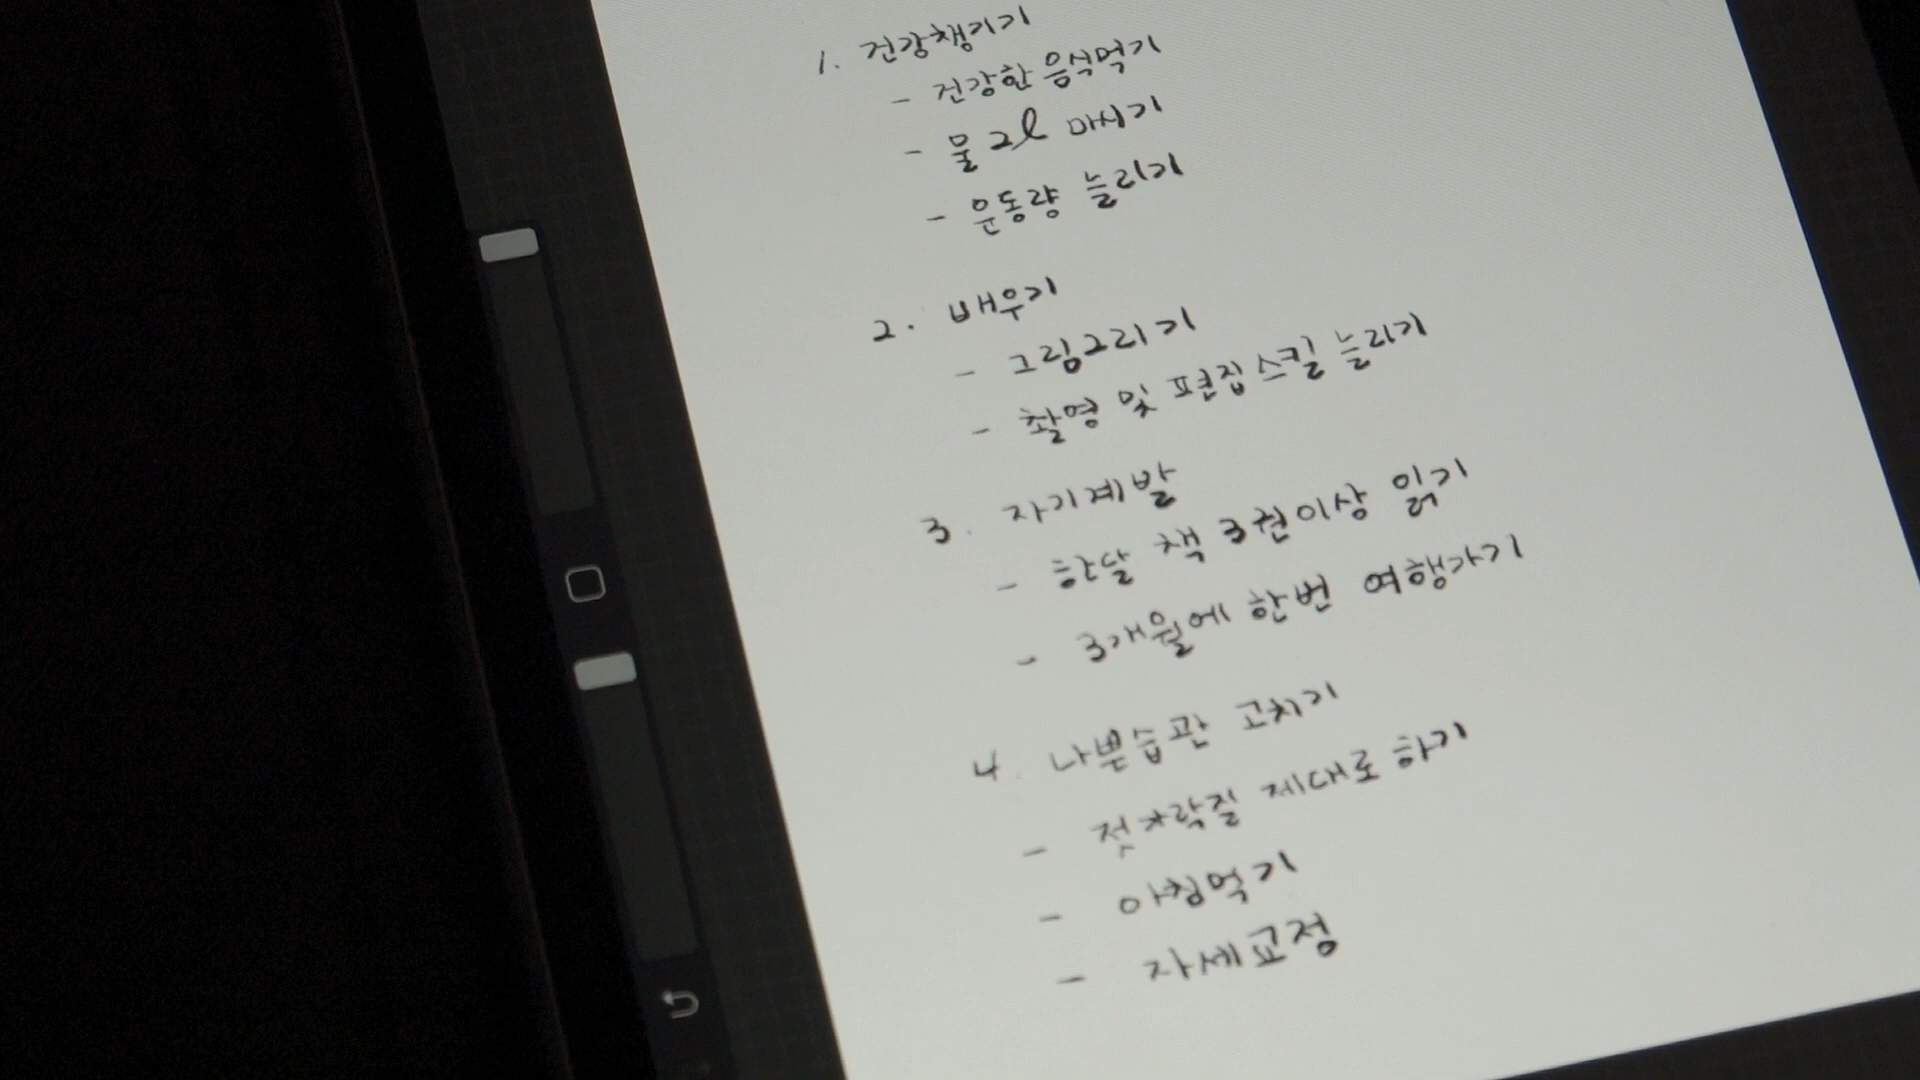 1. 건강챙기기
- 건강한 음식먹기
- 물 2l 마시기
- 운동량 늘리기
2. 배우기
- 그림그리기
- 촬영 및 편집스킬 늘리기
3. 자기계발
- 한달 책 3권이상 읽기
- 3개월에 한번 여행가기
4. 나쁜습관 고치기
- 젓가락질 제대로 하기
- 아침먹기
- 자세교정